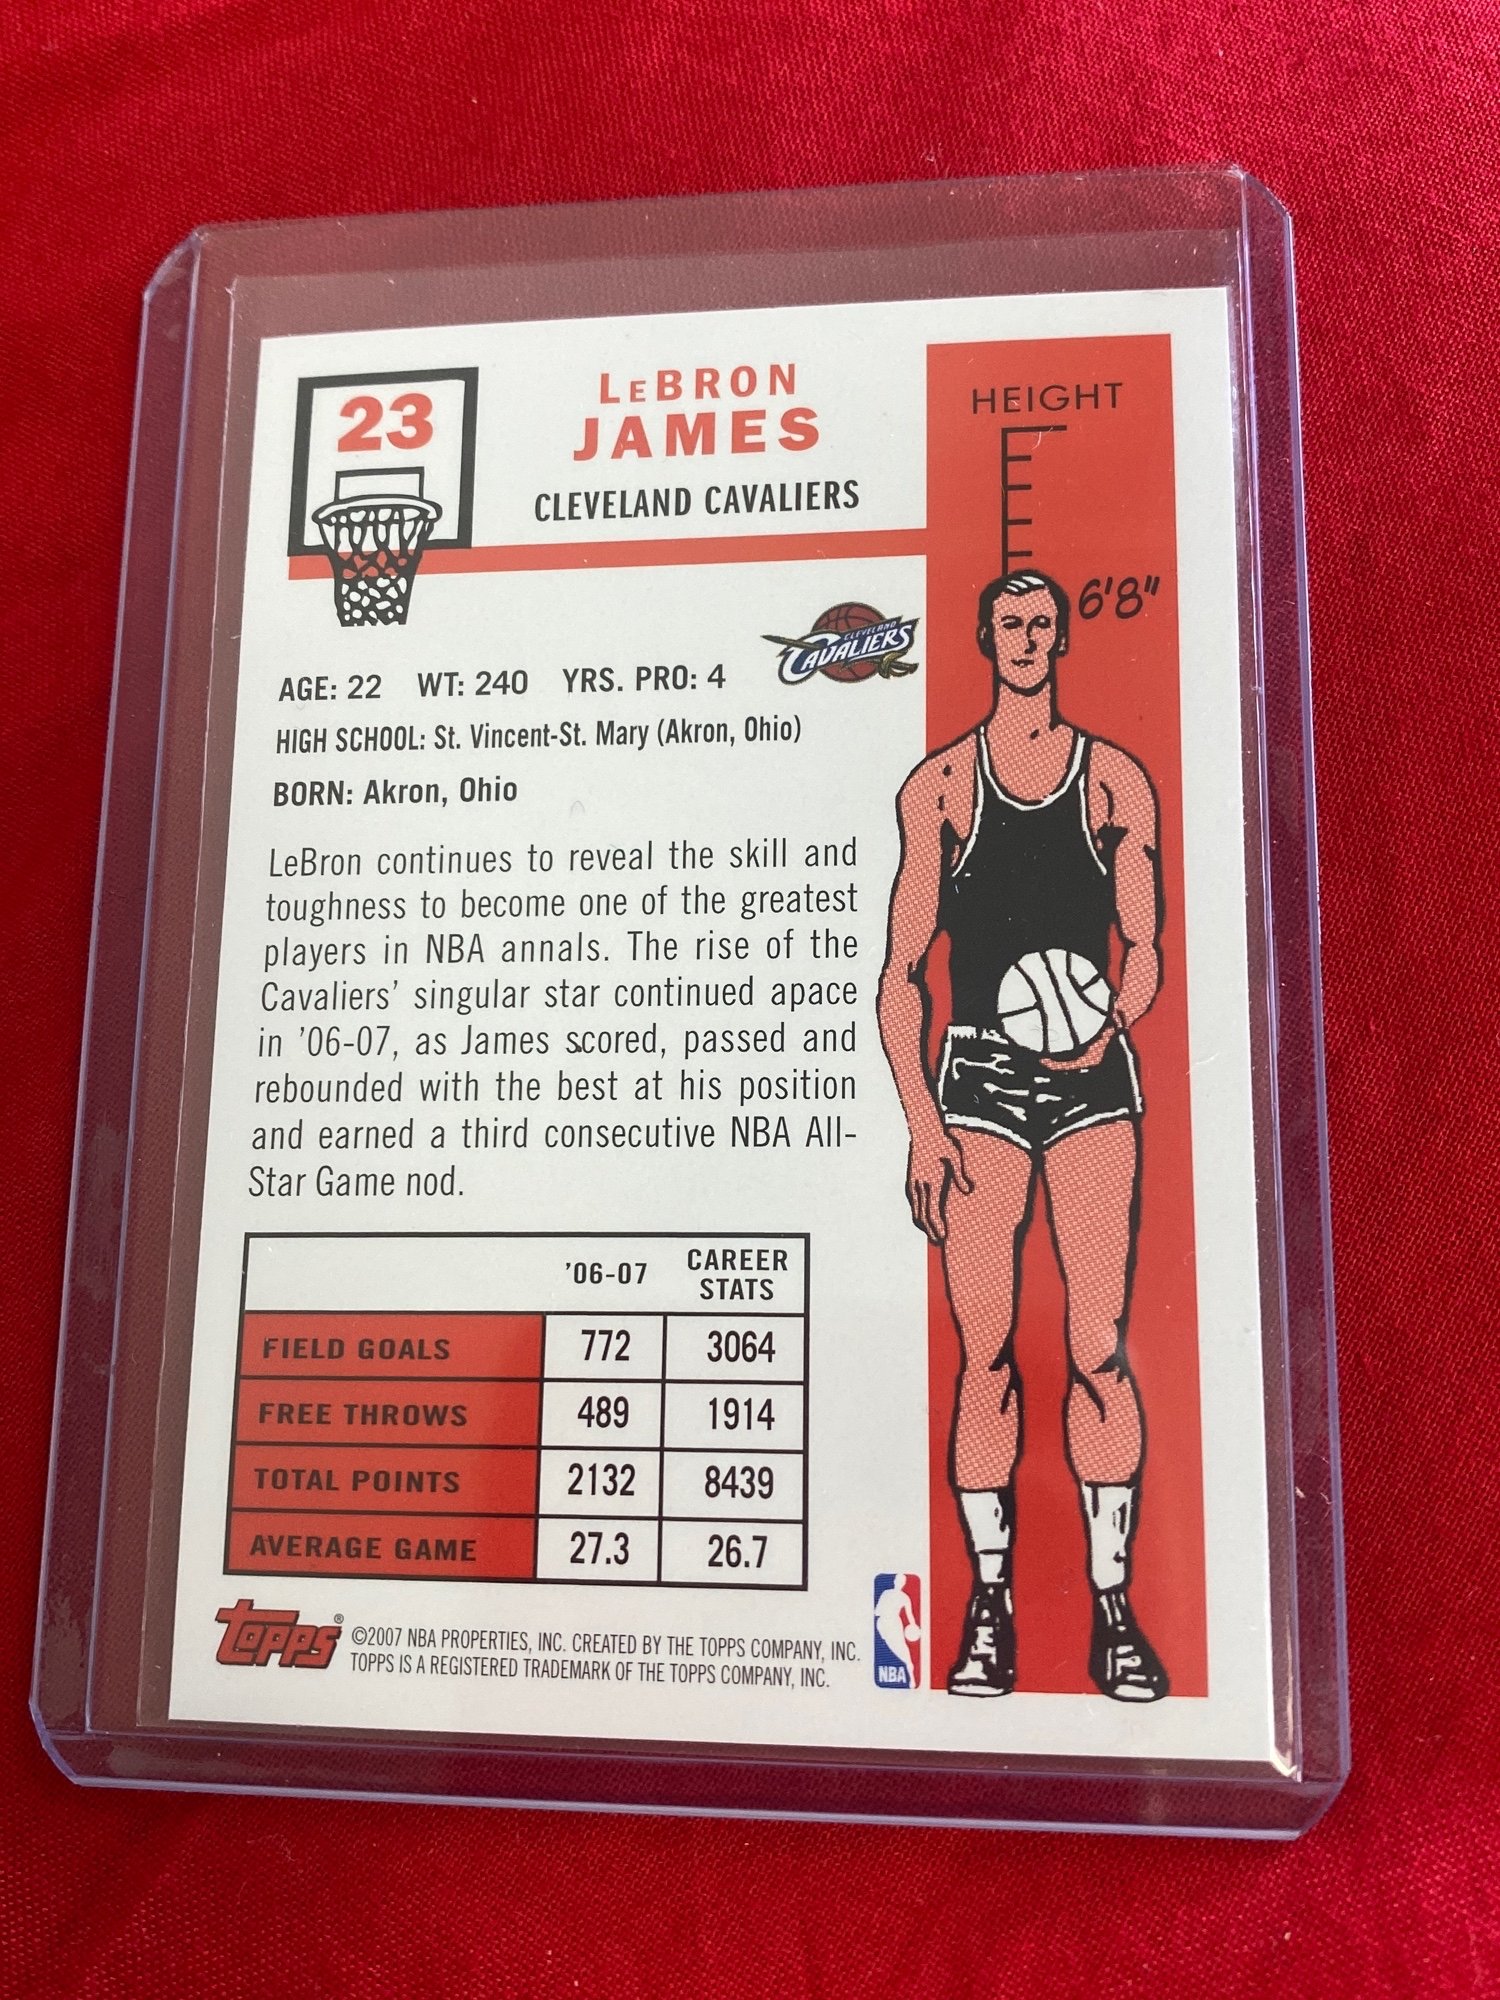 23
LeBRON
JAMES
CLEVELAND CAVALIERS
HEIGHT
6'8"
CLEVELAND
CAVALIERS
AGE: 22 WT: 240 YRS. PRO: 4
HIGH SCHOOL: St. Vincent-St. Mary (Akron, Ohio)
BORN: Akron, Ohio
LeBron continues to reveal the skill and
toughness to become one of the greatest
players in NBA annals. The rise of the
Cavaliers' singular star continued apace
in '06-07, as James scored, passed and
rebounded with the best at his position
and earned a third consecutive NBA All-
Star Game nod.
'06-07 CAREER STATS
FIELD GOALS 772 3064
FREE THROWS 489 1914
TOTAL POINTS 2132 8439
AVERAGE GAME 27.3 26.7
Topps® ©2007 NBA PROPERTIES, INC. CREATED BY THE TOPPS COMPANY, INC.
TOPPS IS A REGISTERED TRADEMARK OF THE TOPPS COMPANY, INC.
NBA